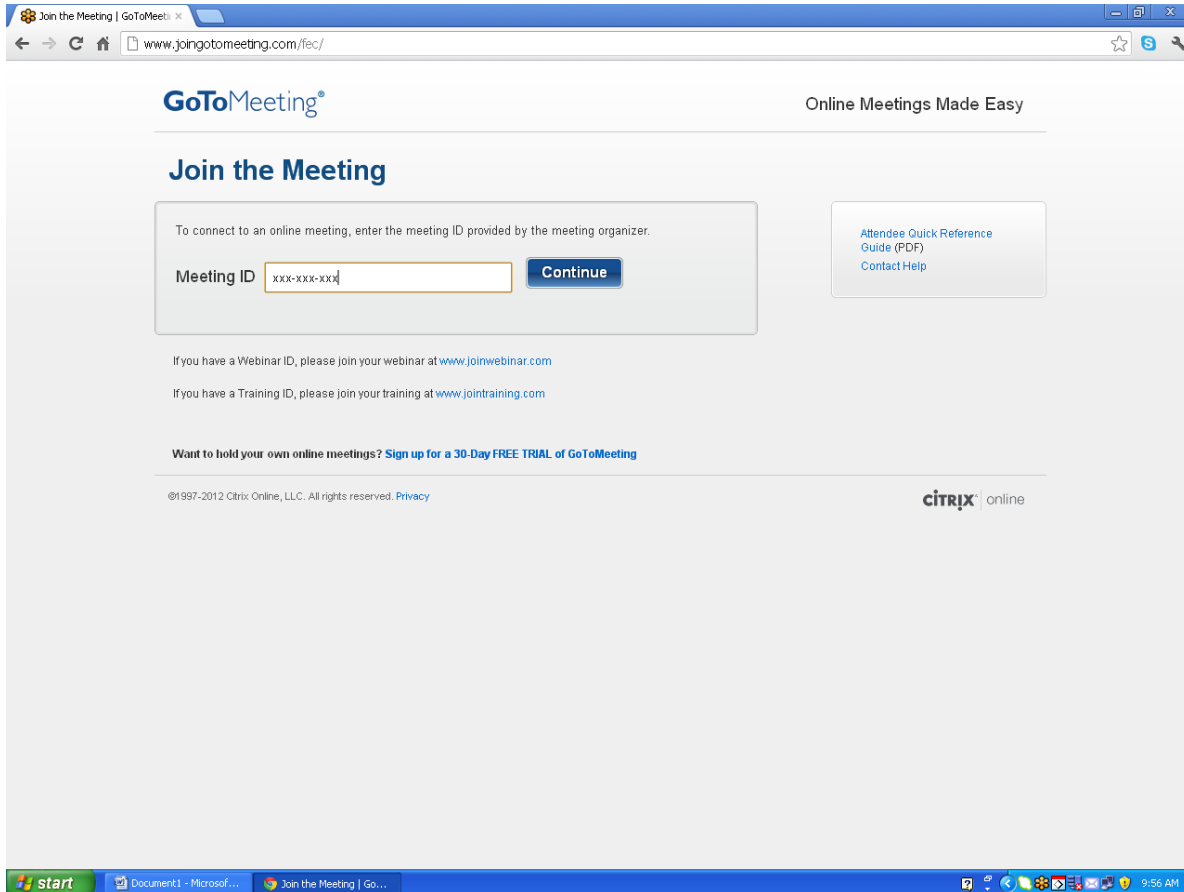 Join the Meeting | GoToMeeti
www.joingotomeeting.com/fec/
GoToMeeting®
Online Meetings Made Easy
Join the Meeting
To connect to an online meeting, enter the meeting ID provided by the meeting organizer.
Meeting ID xxx-xxx-xxx Continue
Attendee Quick Reference
Guide (PDF)
Contact Help
If you have a Webinar ID, please join your webinar at www.joinwebinar.com
If you have a Training ID, please join your training at www.jointraining.com
Want to hold your own online meetings? Sign up for a 30-Day FREE TRIAL of GoToMeeting
©1997-2012 Citrix Online, LLC. All rights reserved. Privacy
CİTRIX online
start Document1 - Microsof... Join the Meeting | Go... 9:56 AM